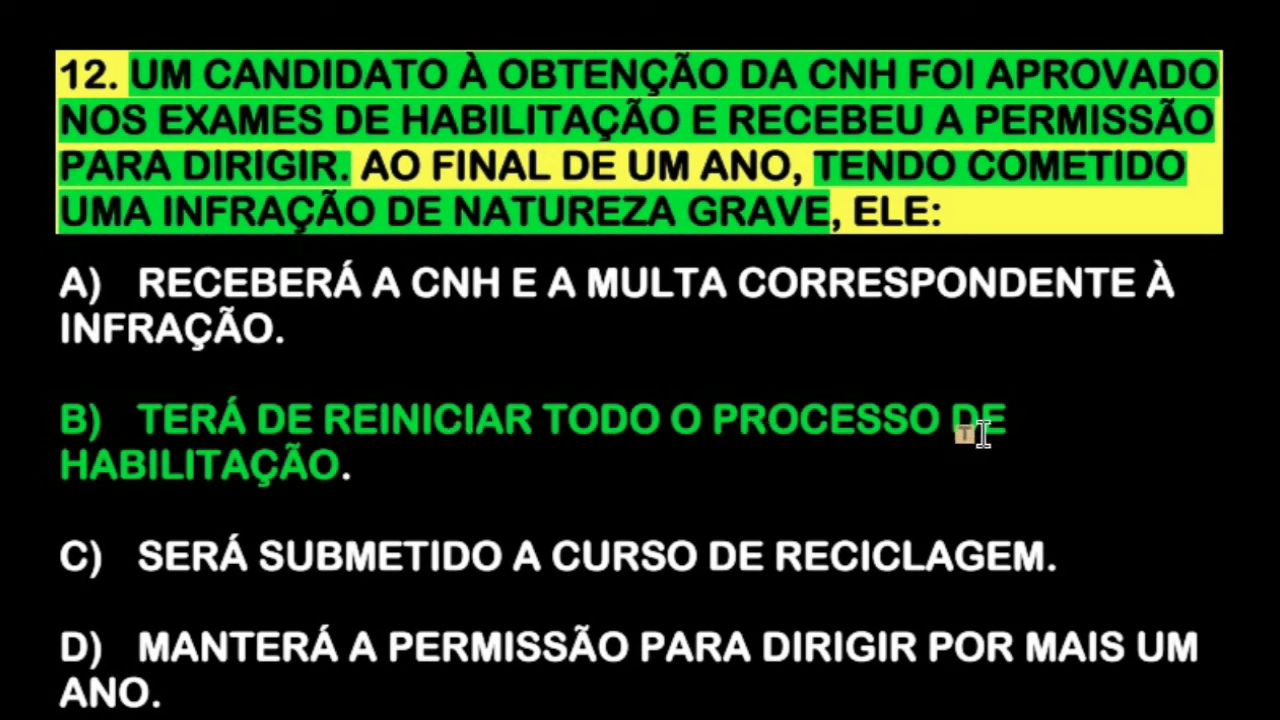 12. UM CANDIDATO À OBTENÇÃO DA CNH FOI APROVADO
NOS EXAMES DE HABILITAÇÃO E RECEBEU A PERMISSÃO
PARA DIRIGIR. AO FINAL DE UM ANO, TENDO COMETIDO
UMA INFRAÇÃO DE NATUREZA GRAVE, ELE:
A) RECEBERÁ A CNH E A MULTA CORRESPONDENTE À
INFRAÇÃO.
B) TERÁ DE REINICIAR TODO O PROCESSO DE
HABILITAÇÃO.
C) SERÁ SUBMETIDO A CURSO DE RECICLAGEM.
D) MANTERÁ A PERMISSÃO PARA DIRIGIR POR MAIS UM
ANO.